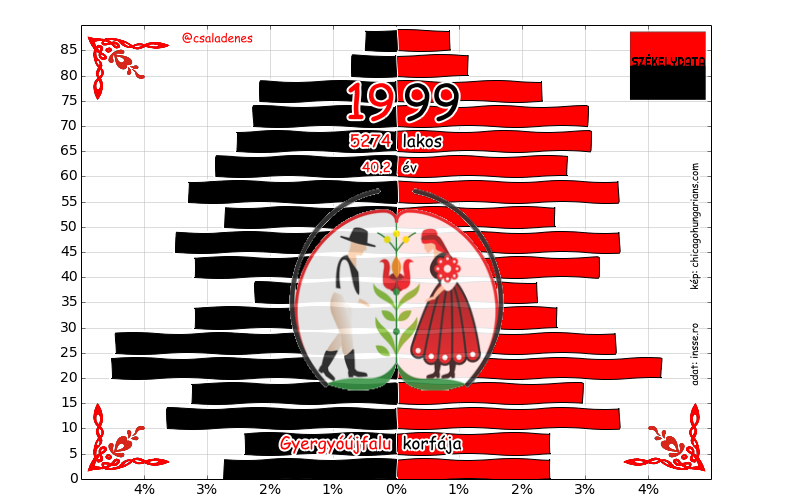 @csaladenes
SZÉKELYDATA
1999
5274 lakos
40.2 év
kép: chicagohungarians.com
adat: insse.ro
Gyergyóújfalu korfája
85
80
75
70
65
60
55
50
45
40
35
30
25
20
15
10
5
0
4% 3% 2% 1% 0% 1% 2% 3% 4%